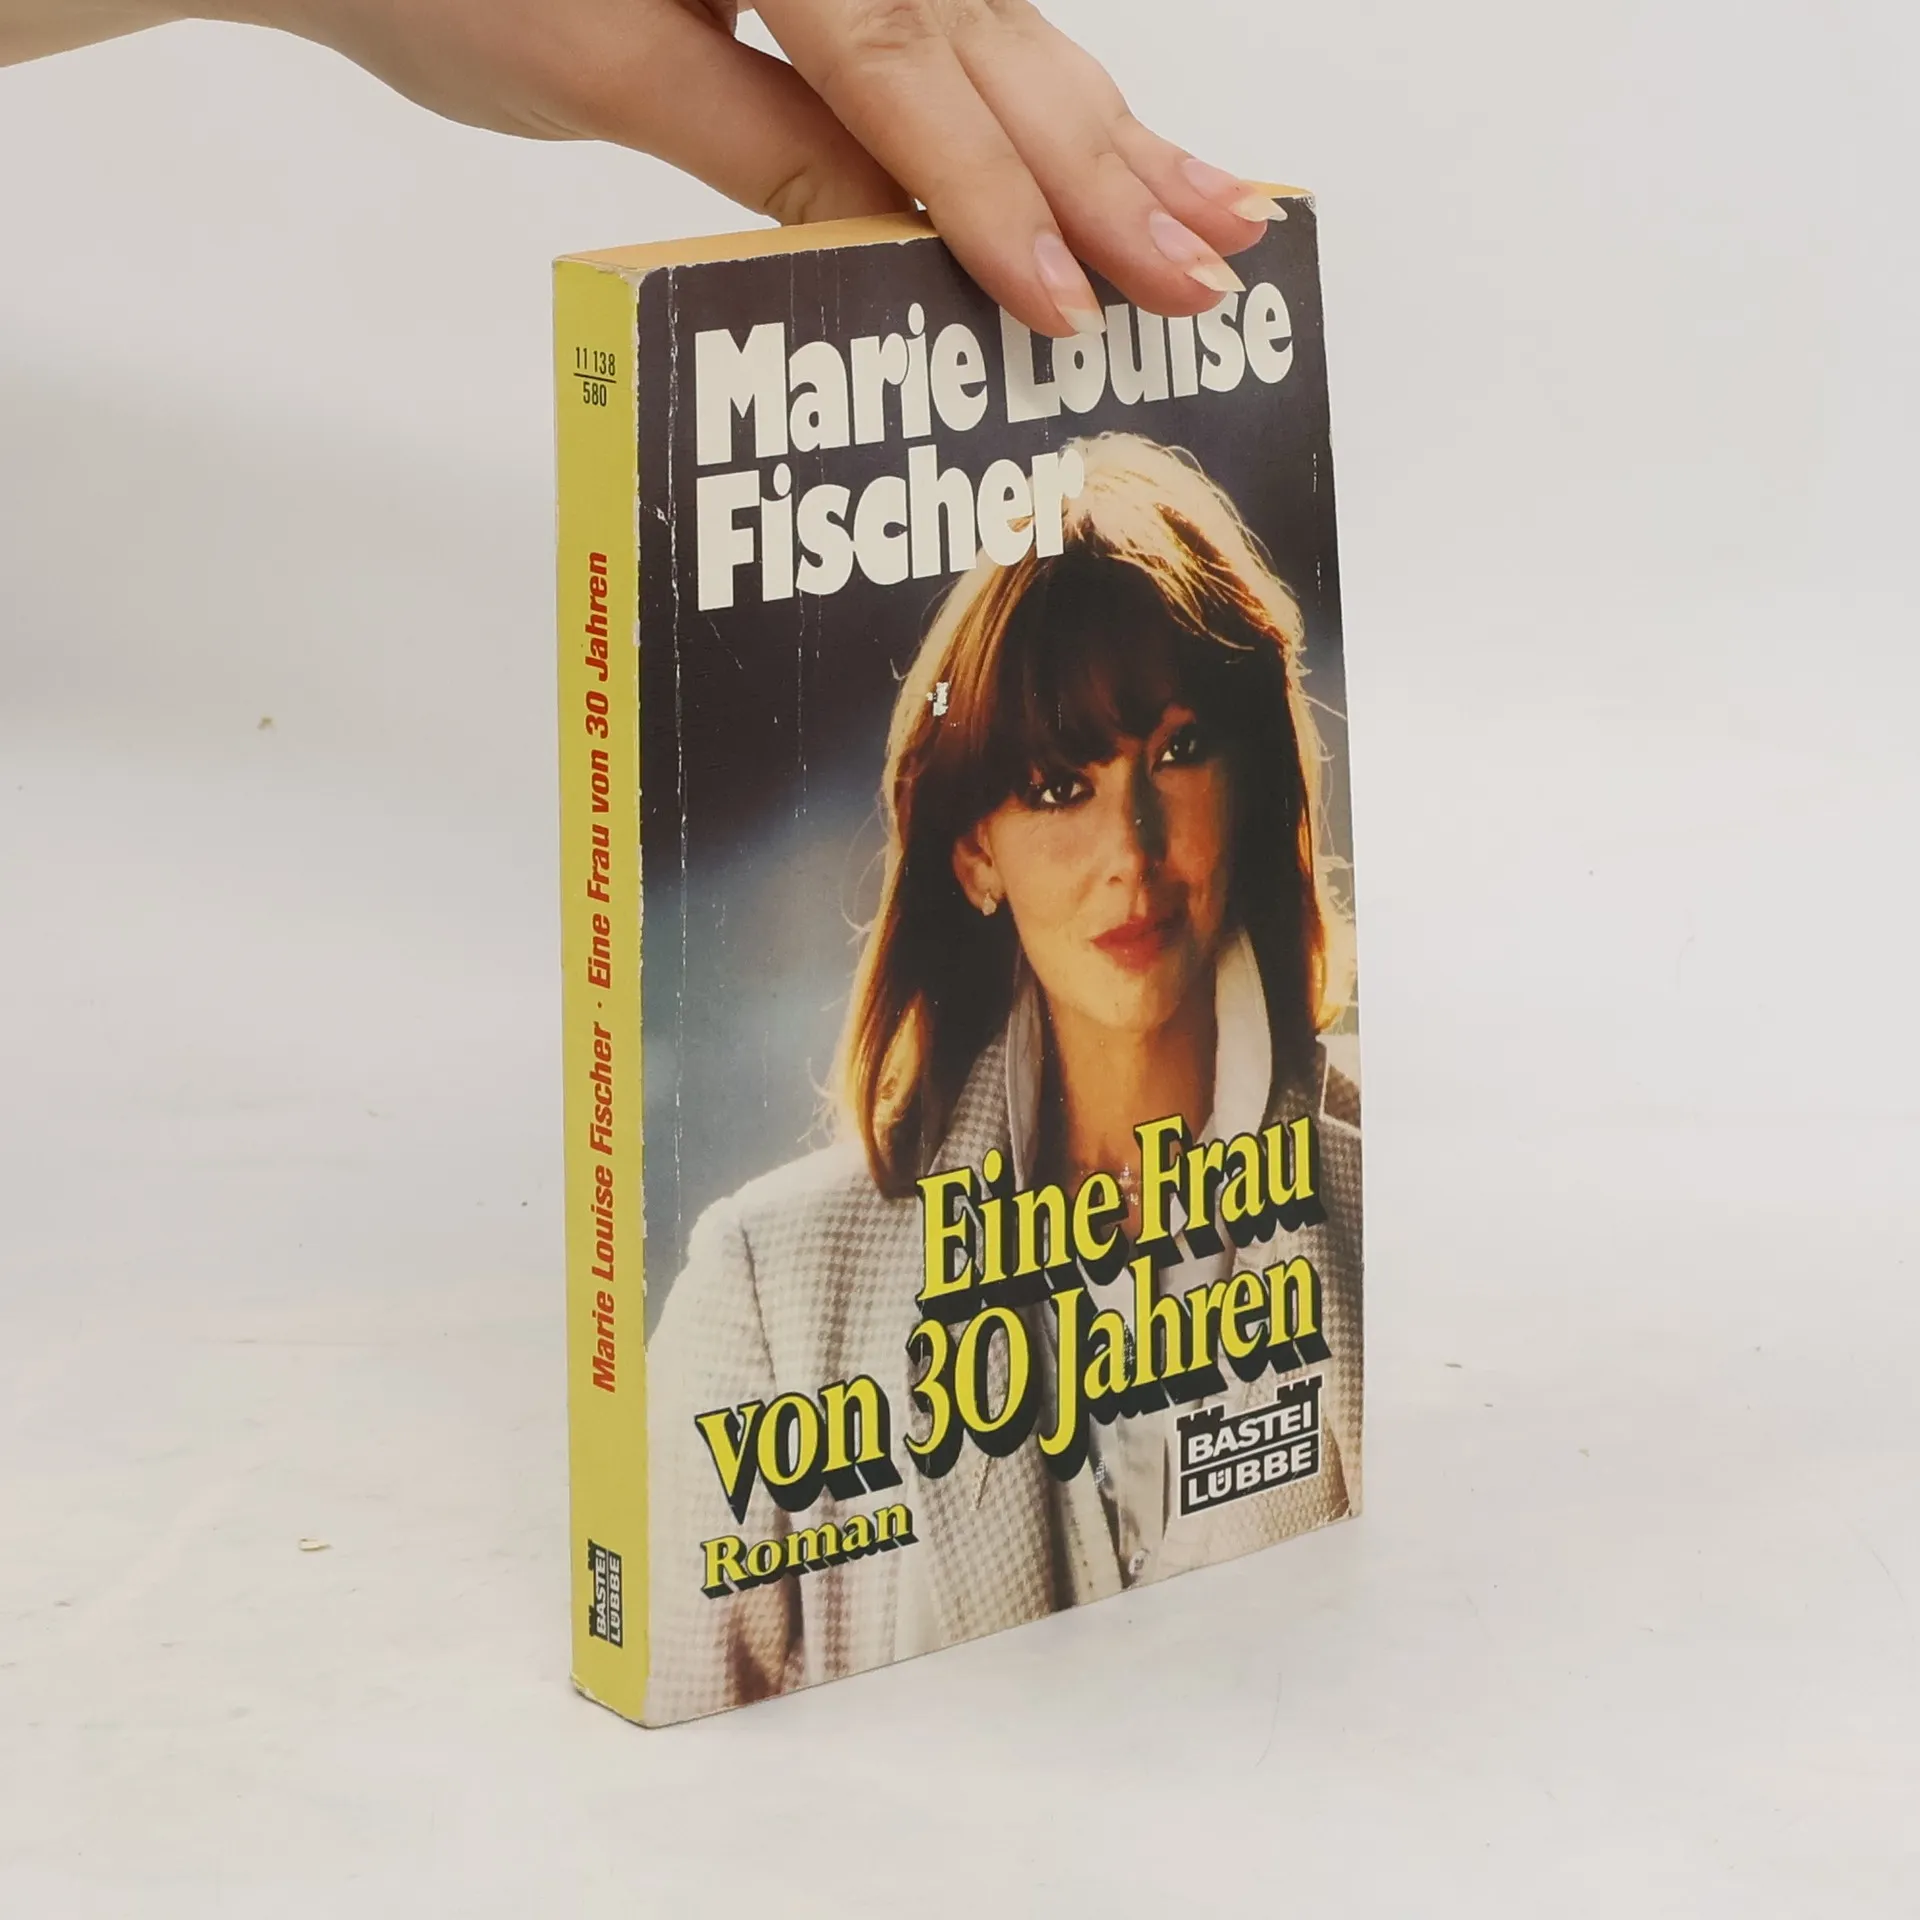 Marie Louise
Fischer
Eine Frau
von 30 Jahren
Roman
BASTEI
LÜBBE
11 138
580
Marie Louise Fischer · Eine Frau von 30 Jahren
BASTEI
LÜBBE